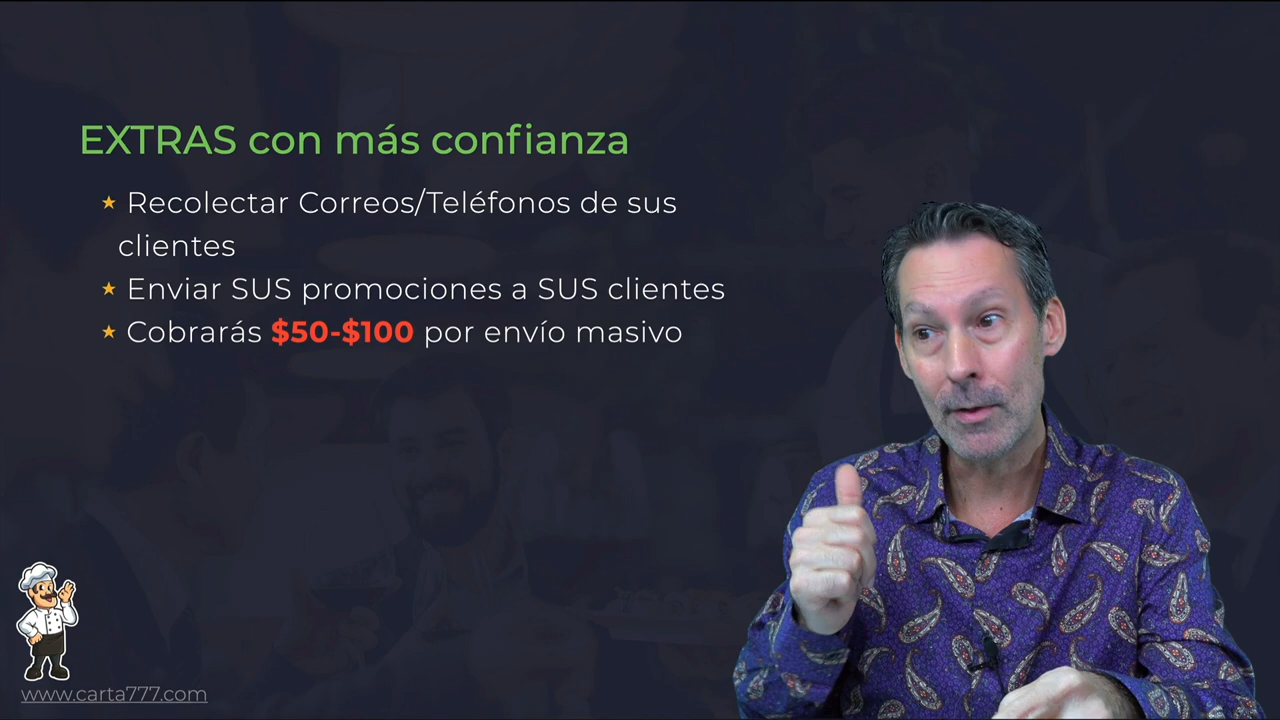 EXTRAS con más confianza
★ Recolectar Correos/Teléfonos de sus
clientes
★ Enviar SUS promociones a SUS clientes
★ Cobrarás $50-$100 por envío masivo
www.carta777.com